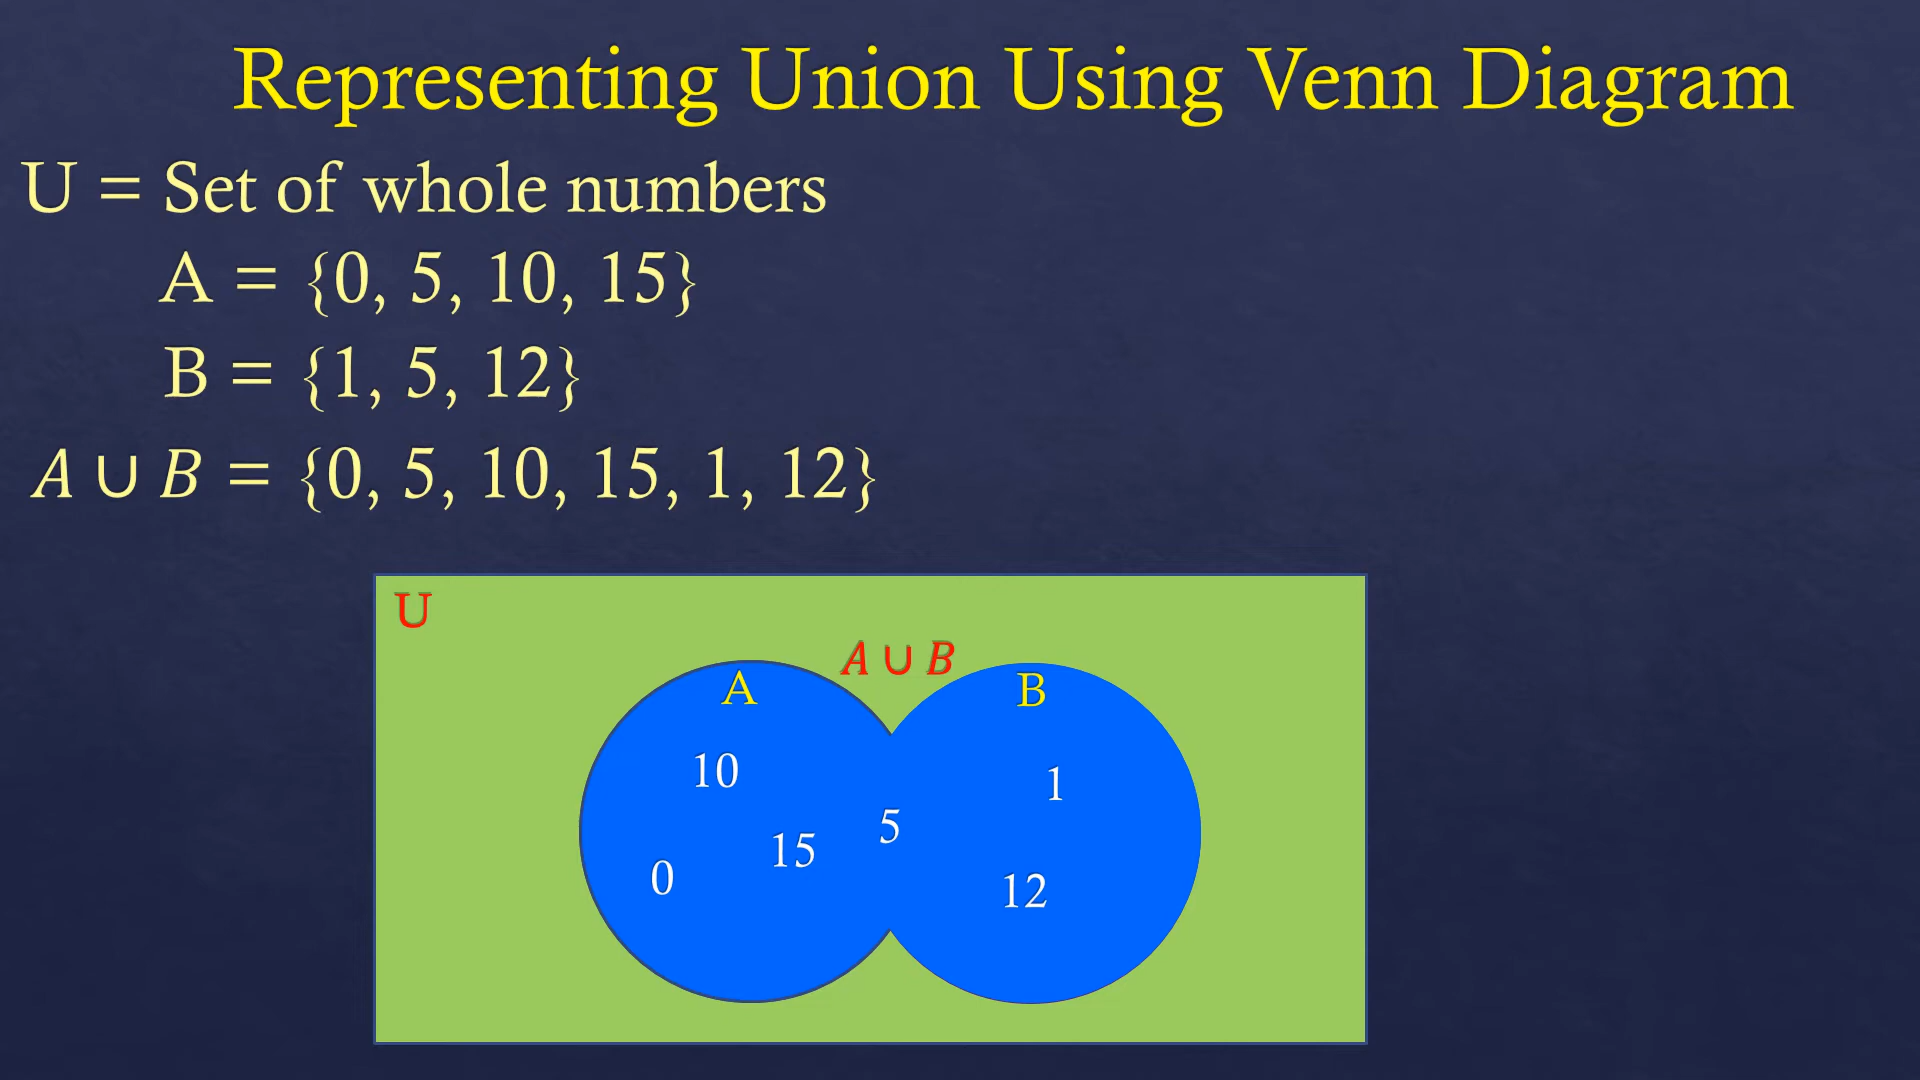 Representing Union Using Venn Diagram
U = Set of whole numbers
A = {0, 5, 10, 15}
B = {1, 5, 12}
A ∪ B = {0, 5, 10, 15, 1, 12}
U
A ∪ B
A
B
10
1
5
15
0
12